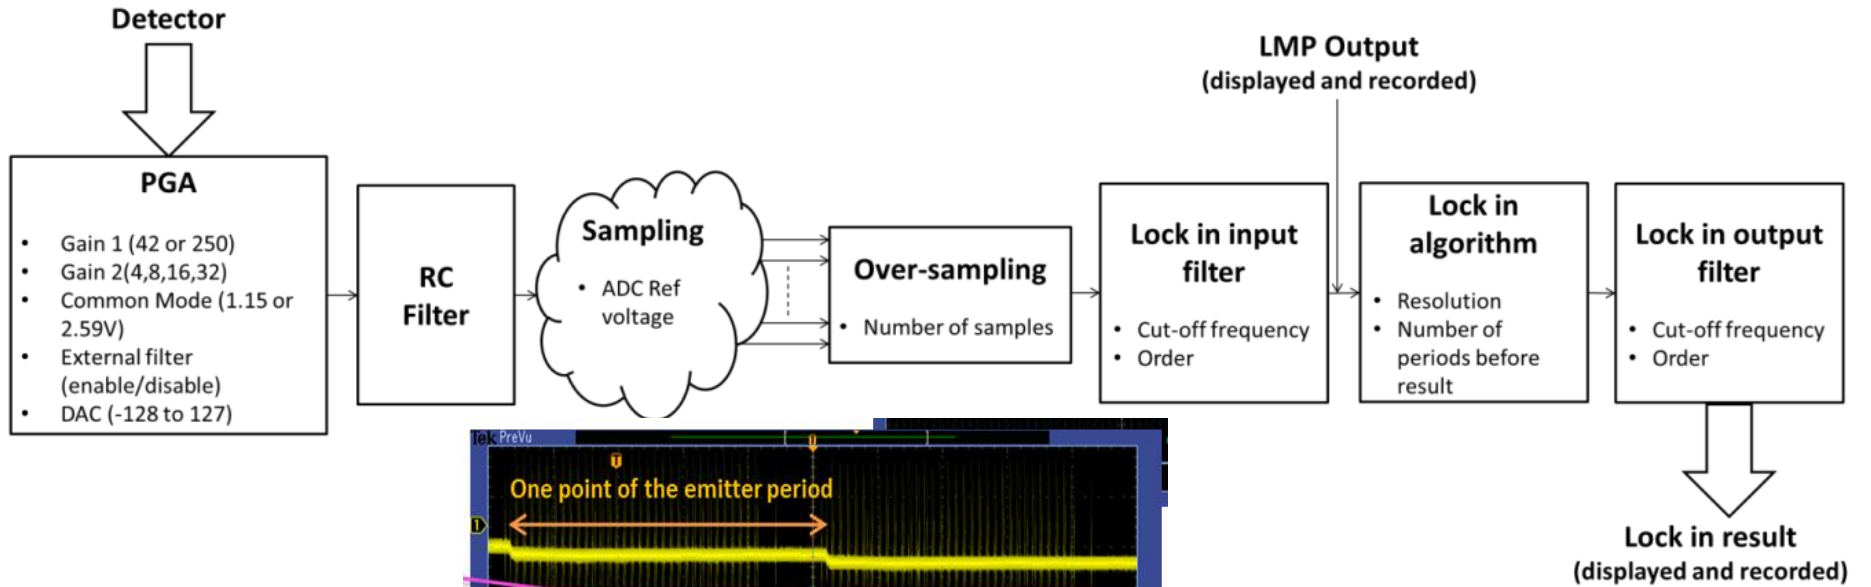 Detector
PGA
• Gain 1 (42 or 250)
• Gain 2(4,8,16,32)
• Common Mode (1.15 or
2.59V)
• External filter
(enable/disable)
• DAC (-128 to 127)
RC
Filter
Sampling
• ADC Ref
voltage
Over-sampling
• Number of samples
Lock in input
filter
• Cut-off frequency
• Order
LMP Output
(displayed and recorded)
Lock in
algorithm
• Resolution
• Number of
periods before
result
Lock in output
filter
• Cut-off frequency
• Order
Lock in result
(displayed and recorded)
Tek PreVu
T
One point of the emitter period
1